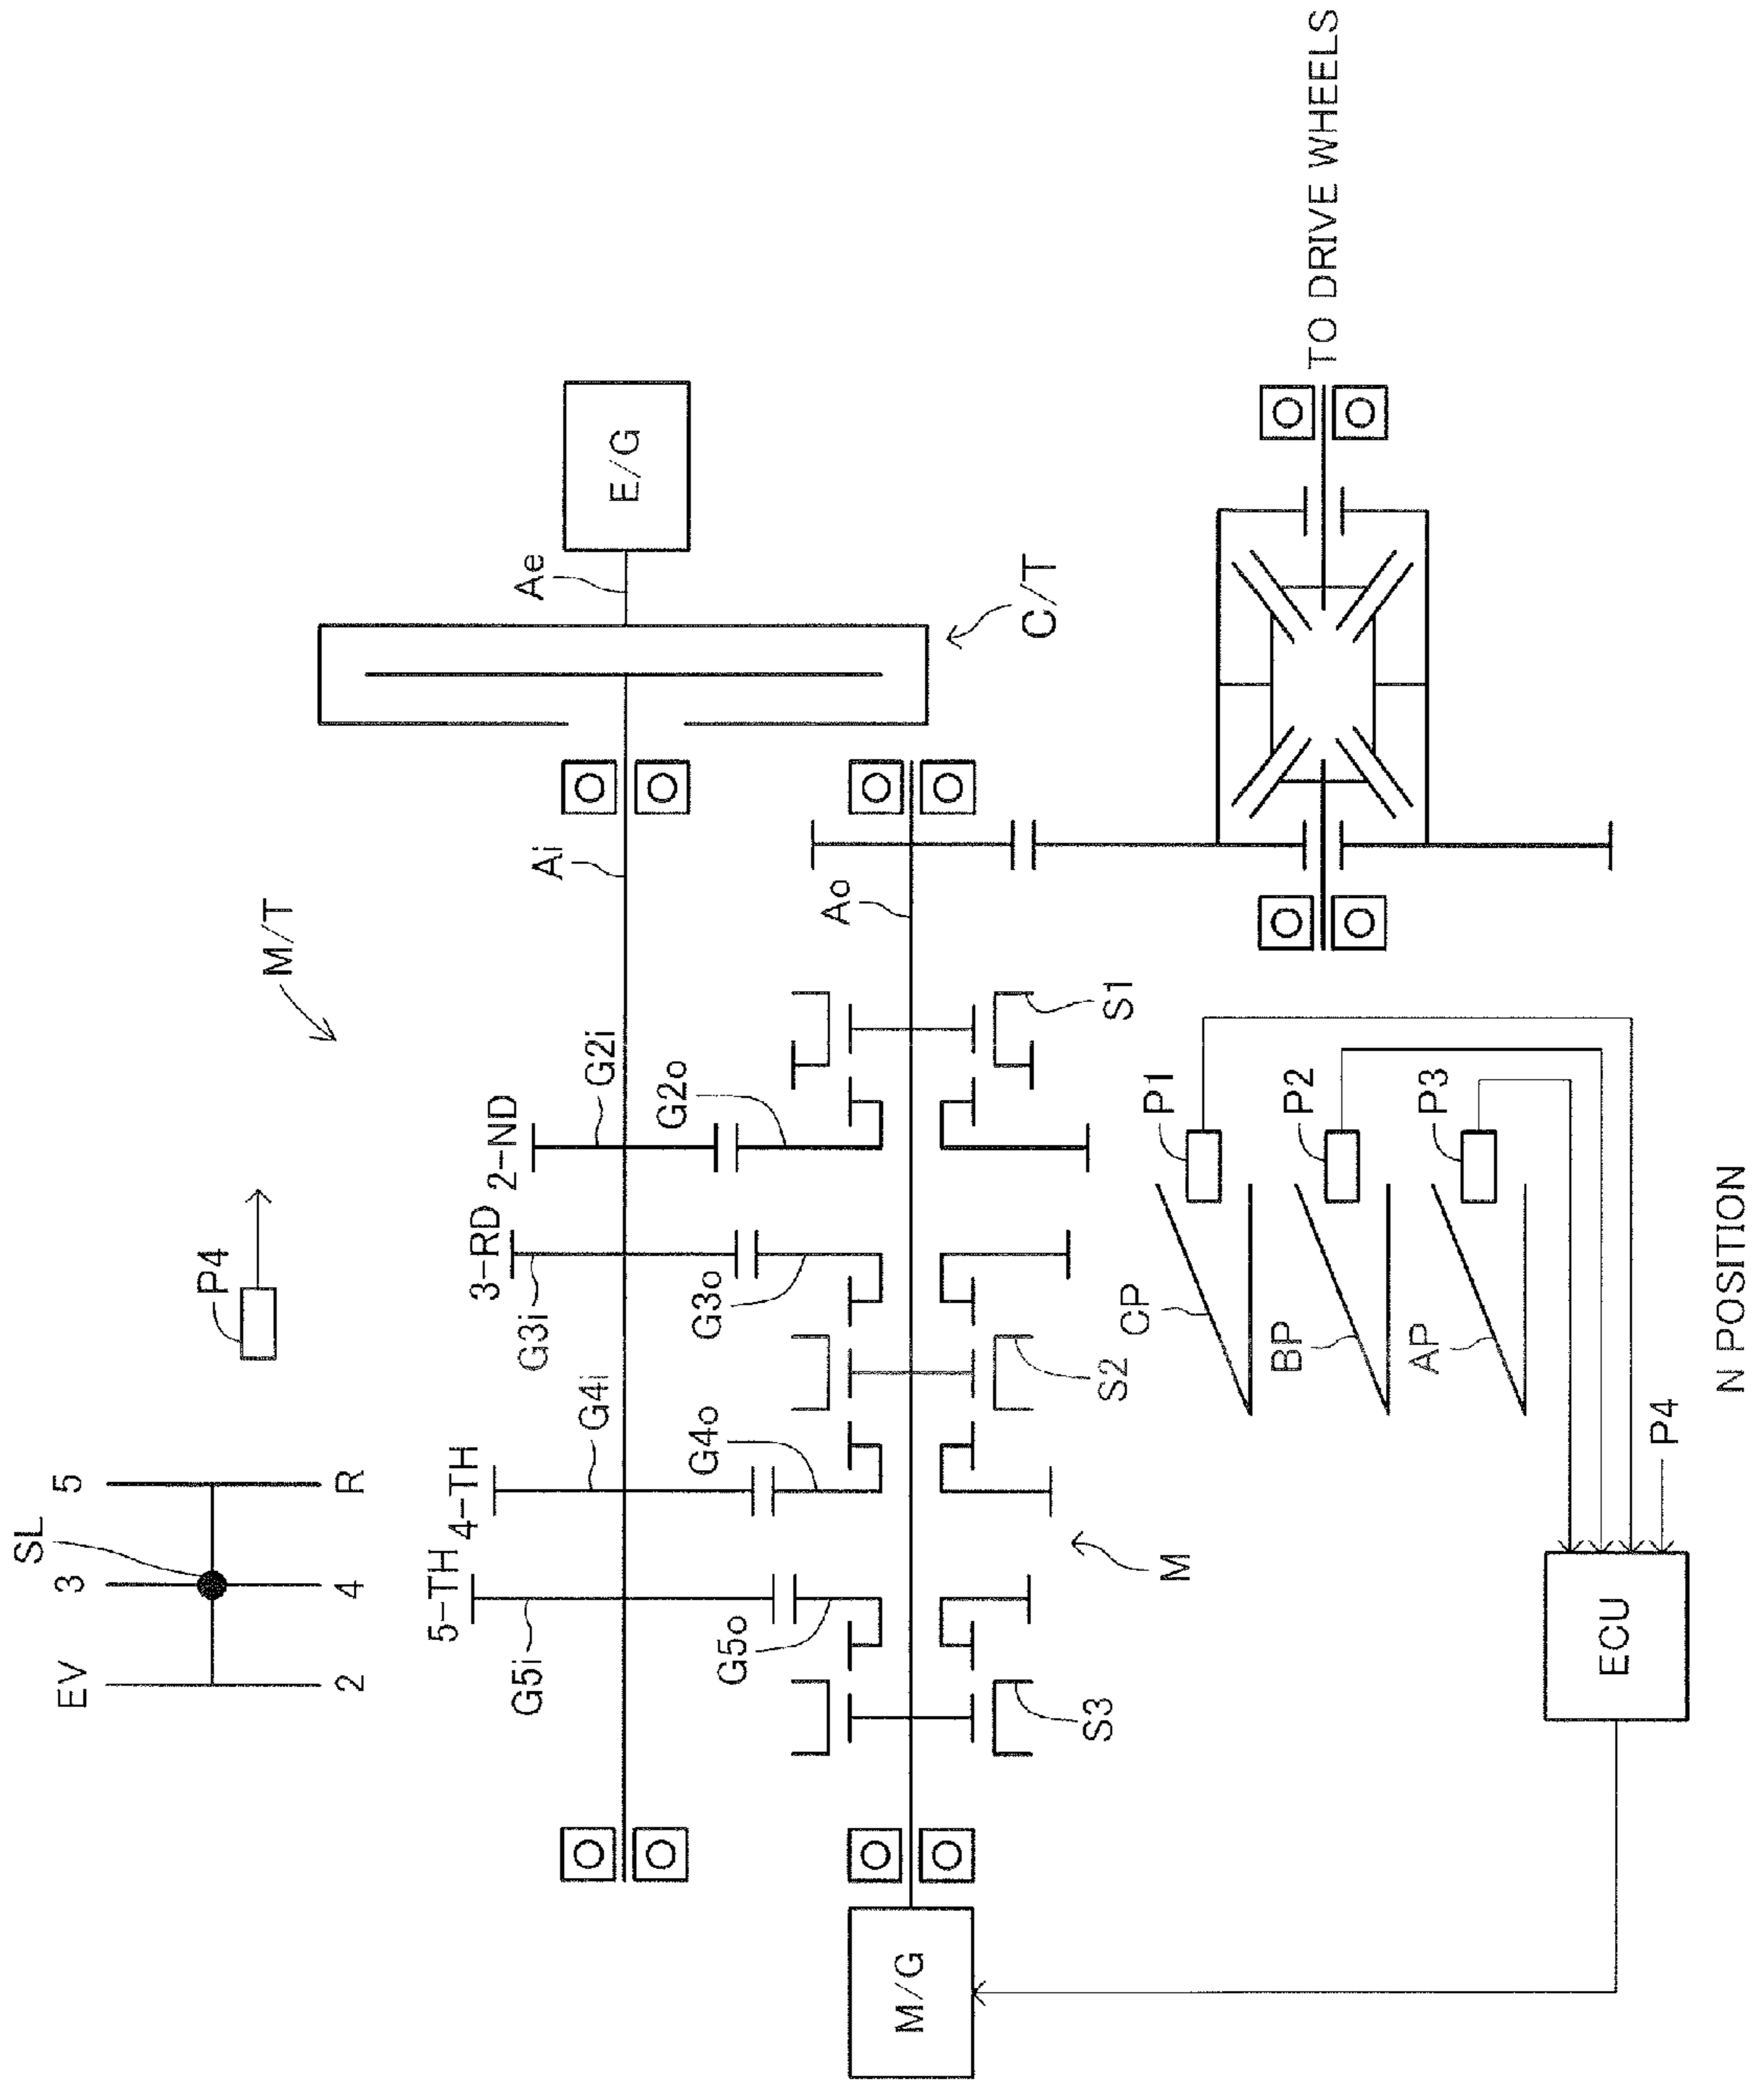 EV 3 5
SL
2 4 R
P4
M/T
5-TH
4-TH
3-RD
2-ND
G5i
G4i
G3i
G2i
Ai
Ae
E/G
G5o
G4o
G3o
G2o
Ao
C/T
M/G
S3
M
S2
S1
CP
P1
BP
P2
AP
P3
ECU
P4
TO DRIVE WHEELS
N POSITION